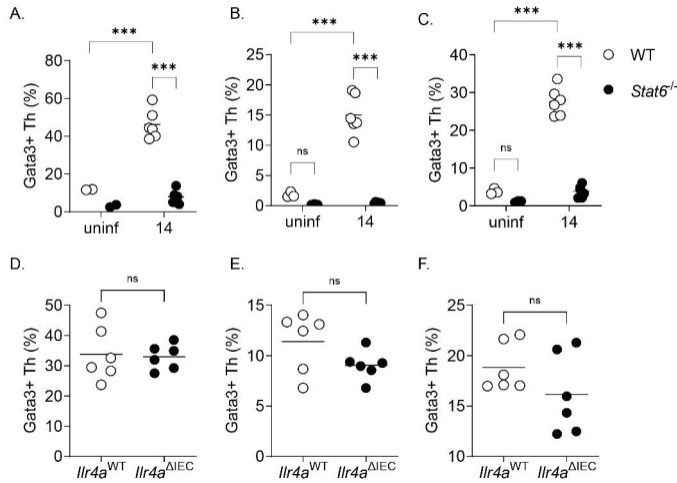 A.
***
***
Gata3+ Th (%)
80
60
40
20
0
uninf
14
B.
***
***
ns
Gata3+ Th (%)
25
20
15
10
5
0
uninf
14
C.
***
***
ns
Gata3+ Th (%)
40
30
20
10
0
uninf
14
WT
Stat6-/-
D.
ns
Gata3+ Th (%)
50
40
30
20
10
0
Ilr4aWT
Ilr4aΔIEC
E.
ns
Gata3+ Th (%)
15
10
5
0
Ilr4aWT
Ilr4aΔIEC
F.
ns
Gata3+ Th (%)
25
20
15
10
Ilr4aWT
Ilr4aΔIEC